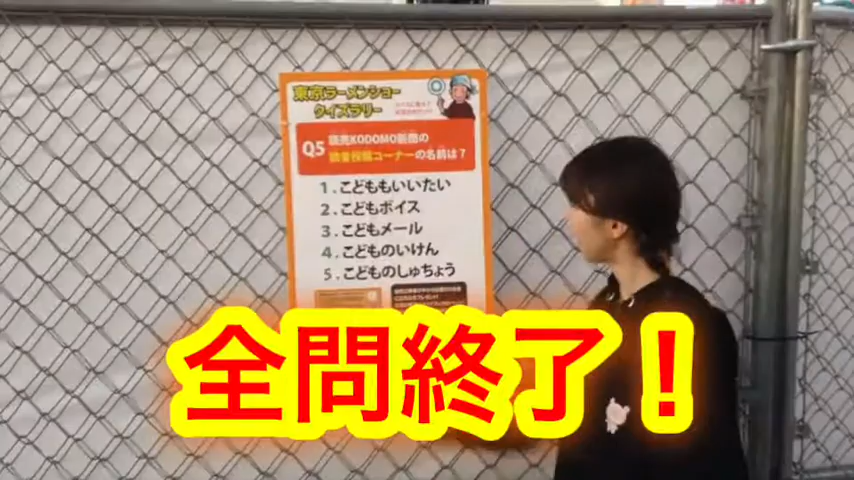 東京ラーメンショー
クイズラリー
Q5 読売KODOMO新聞の
読者投稿コーナーの名前は？
1.こどももいいたい
2.こどもボイス
3.こどもメール
4.こどものいけん
5.こどものしゅちょう
全問終了！